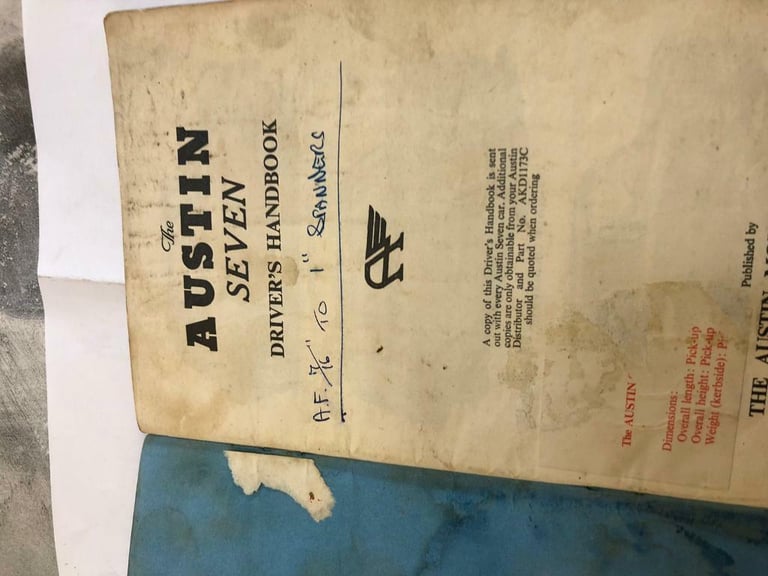 The
AUSTIN
SEVEN
DRIVER'S HANDBOOK
A.F. 7/16" TO 1" SPANNERS
A copy of this Driver's Handbook is sent
out with every Austin Seven car. Additional
copies are only obtainable from your Austin
Distributor and Part No. AKD1173C
should be quoted when ordering
The AUSTIN
Dimensions:
Overall length: Pick-up
Overall height: Pick-up
Weight (kerbside):
Published by
THE AUSTIN